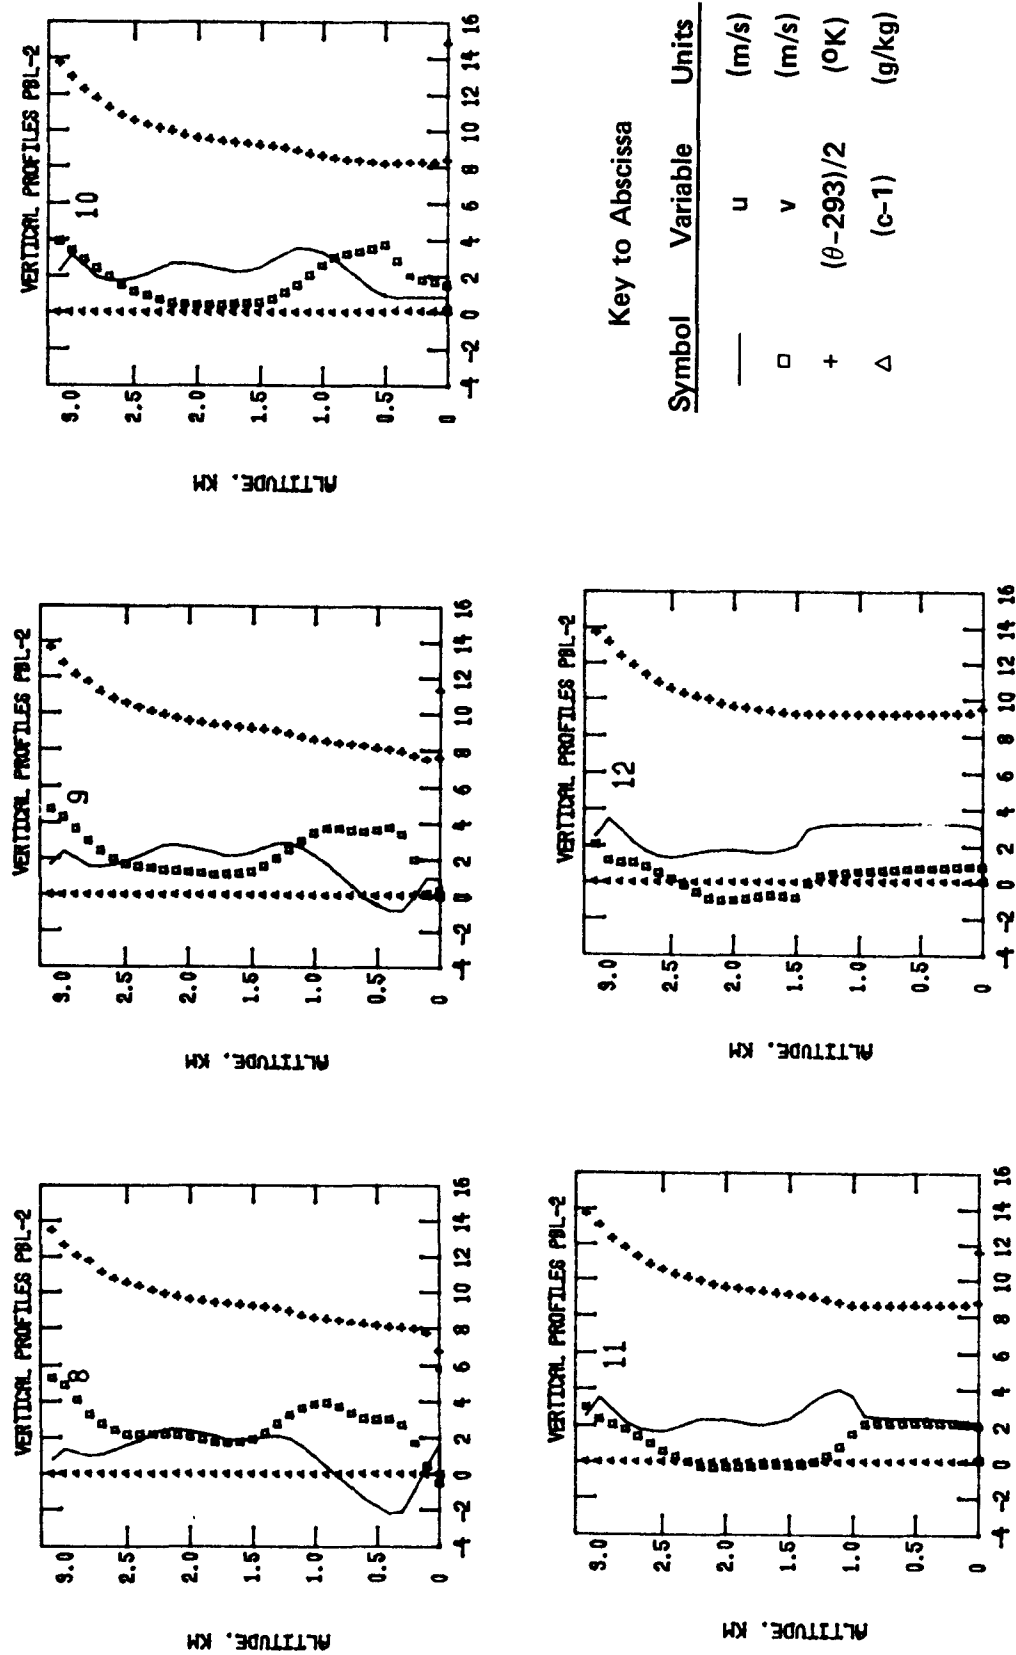 VERTICAL PROFILES PBL-2
8
ALTITUDE, KM
3.0
2.5
2.0
1.5
1.0
0.5
0
-4 -2 0 2 4 6 8 10 12 14 16
VERTICAL PROFILES PBL-2
9
ALTITUDE, KM
3.0
2.5
2.0
1.5
1.0
0.5
0
-4 -2 0 2 4 6 8 10 12 14 16
VERTICAL PROFILES PBL-2
10
ALTITUDE, KM
3.0
2.5
2.0
1.5
1.0
0.5
0
-4 -2 0 2 4 6 8 10 12 14 16
VERTICAL PROFILES PBL-2
11
ALTITUDE, KM
3.0
2.5
2.0
1.5
1.0
0.5
0
-4 -2 0 2 4 6 8 10 12 14 16
VERTICAL PROFILES PBL-2
12
ALTITUDE, KM
3.0
2.5
2.0
1.5
1.0
0.5
0
-4 -2 0 2 4 6 8 10 12 14 16
Key to Abscissa
Symbol Variable Units
— u (m/s)
□ v (m/s)
+ (θ-293)/2 (°K)
△ (c-1) (g/kg)